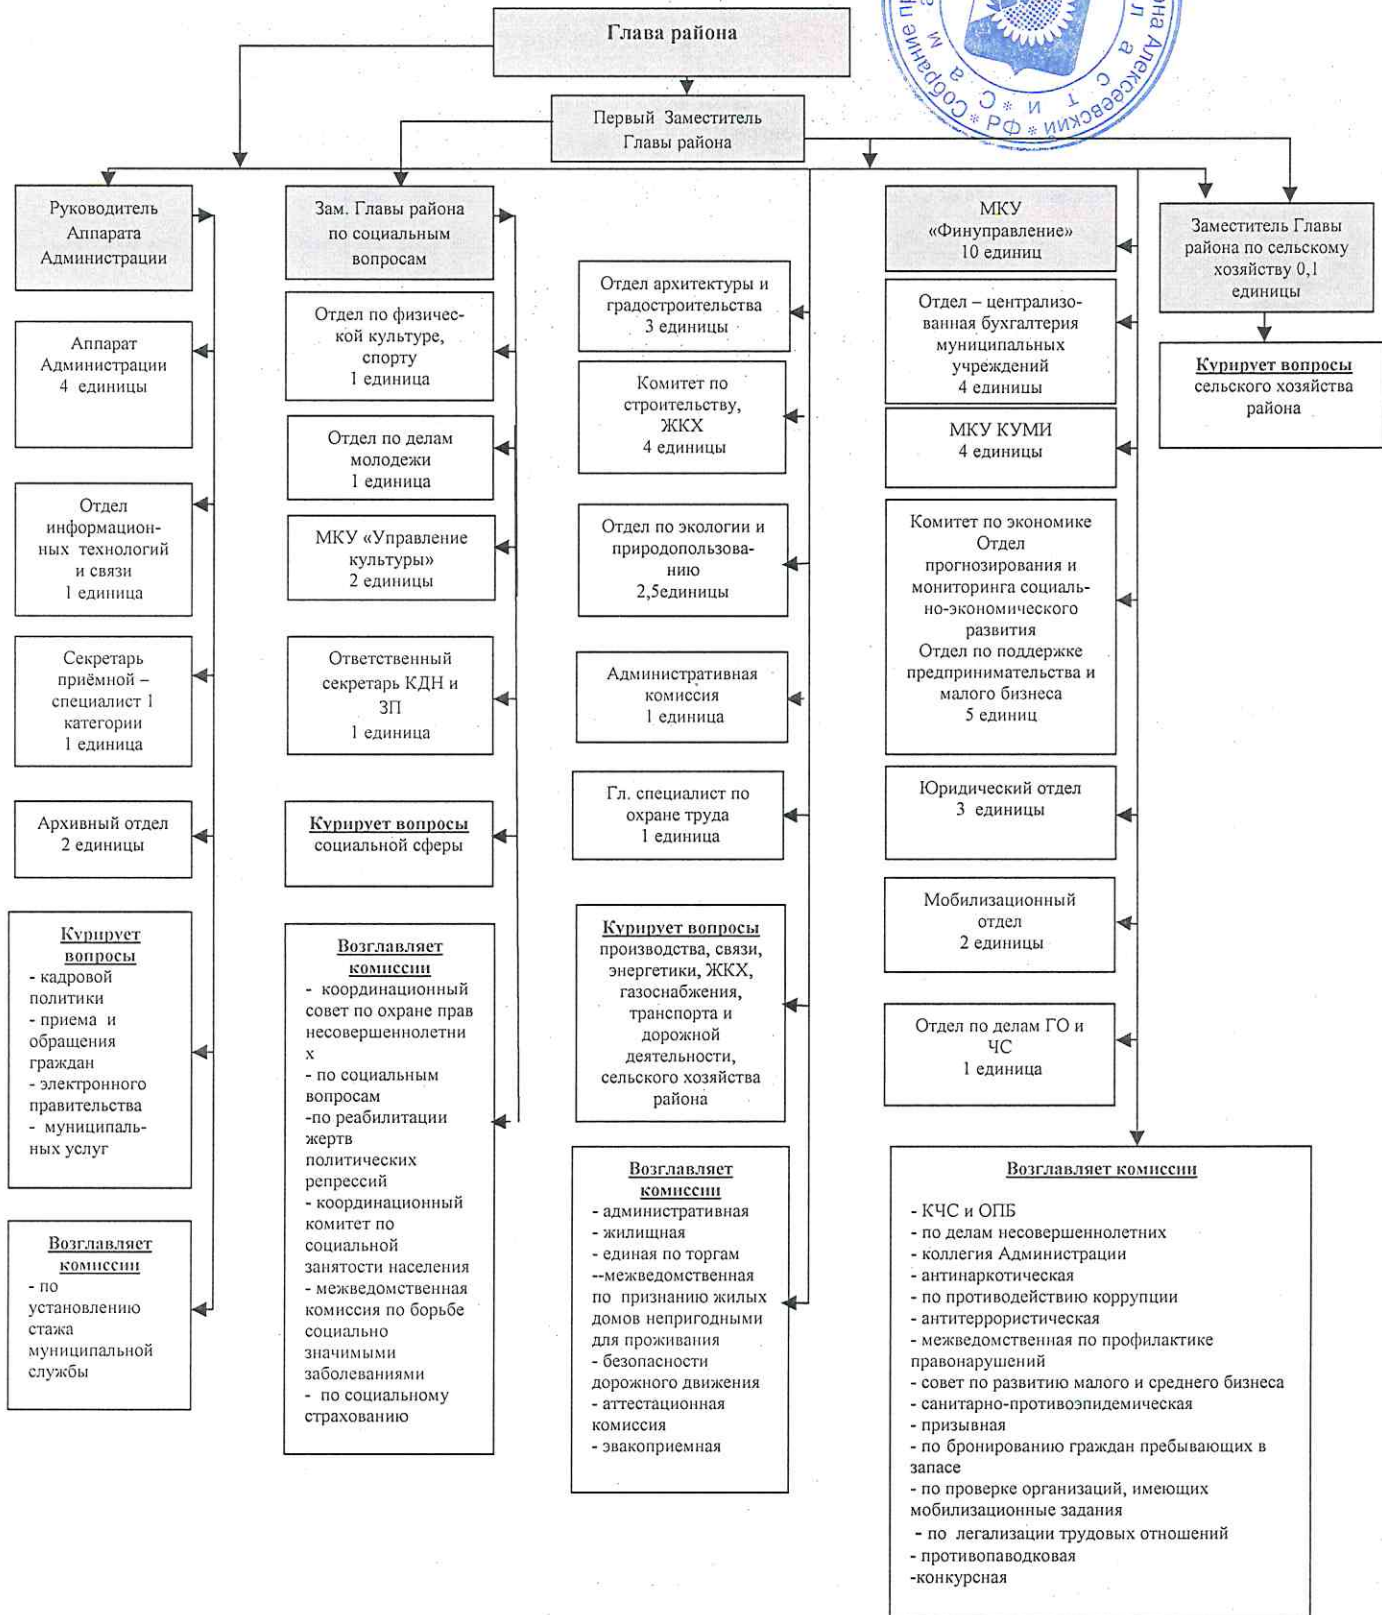 Глава района
Собрание пр
она Алексеевский
* РФ *
Первый Заместитель
Главы района
Руководитель
Аппарата
Администрации
Аппарат
Администрации
4 единицы
Отдел
информацион-
ных технологий
и связи
1 единица
Секретарь
приёмной –
специалист 1
категории
1 единица
Архивный отдел
2 единицы
Курирует
вопросы
- кадровой
политики
- приема и
обращения
граждан
- электронного
правительства
- муниципаль-
ных услуг
Возглавляет
комиссии
- по
установлению
стажа
муниципальной
службы
Зам. Главы района
по социальным
вопросам
Отдел по физичес-
кой культуре,
спорту
1 единица
Отдел по делам
молодежи
1 единица
МКУ «Управление
культуры»
2 единицы
Ответственный
секретарь КДН и
ЗП
1 единица
Курирует вопросы
социальной сферы
Возглавляет
комиссии
- координационный
совет по охране прав
несовершеннолетни
х
- по социальным
вопросам
-по реабилитации
жертв
политических
репрессий
- координационный
комитет по
социальной
занятости населения
- межведомственная
комиссия по борьбе
социально
значимыми
заболеваниями
- по социальному
страхованию
Отдел архитектуры и
градостроительства
3 единицы
Комитет по
строительству,
ЖКХ
4 единицы
Отдел по экологии и
природопользова-
нию
2,5единицы
Административная
комиссия
1 единица
Гл. специалист по
охране труда
1 единица
Курирует вопросы
производства, связи,
энергетики, ЖКХ,
газоснабжения,
транспорта и
дорожной
деятельности,
сельского хозяйства
района
Возглавляет
комиссии
- административная
- жилищная
- единая по торгам
--межведомственная
по признанию жилых
домов непригодными
для проживания
- безопасности
дорожного движения
- аттестационная
комиссия
- эвакоприемная
МКУ
«Финуправление»
10 единиц
Отдел – централизо-
ванная бухгалтерия
муниципальных
учреждений
4 единицы
МКУ КУМИ
4 единицы
Комитет по экономике
Отдел
прогнозирования и
мониторинга социаль-
но-экономического
развития
Отдел по поддержке
предпринимательства и
малого бизнеса
5 единиц
Юридический отдел
3 единицы
Мобилизационный
отдел
2 единицы
Отдел по делам ГО и
ЧС
1 единица
Возглавляет комиссии
- КЧС и ОПБ
- по делам несовершеннолетних
- коллегия Администрации
- антинаркотическая
- по противодействию коррупции
- антитеррористическая
- межведомственная по профилактике
правонарушений
- совет по развитию малого и среднего бизнеса
- санитарно-противоэпидемическая
- призывная
- по бронированию граждан пребывающих в
запасе
- по проверке организаций, имеющих
мобилизационные задания
- по легализации трудовых отношений
- противопаводковая
-конкурсная
Заместитель Главы
района по сельскому
хозяйству 0,1
единицы
Курирует вопросы
сельского хозяйства
района